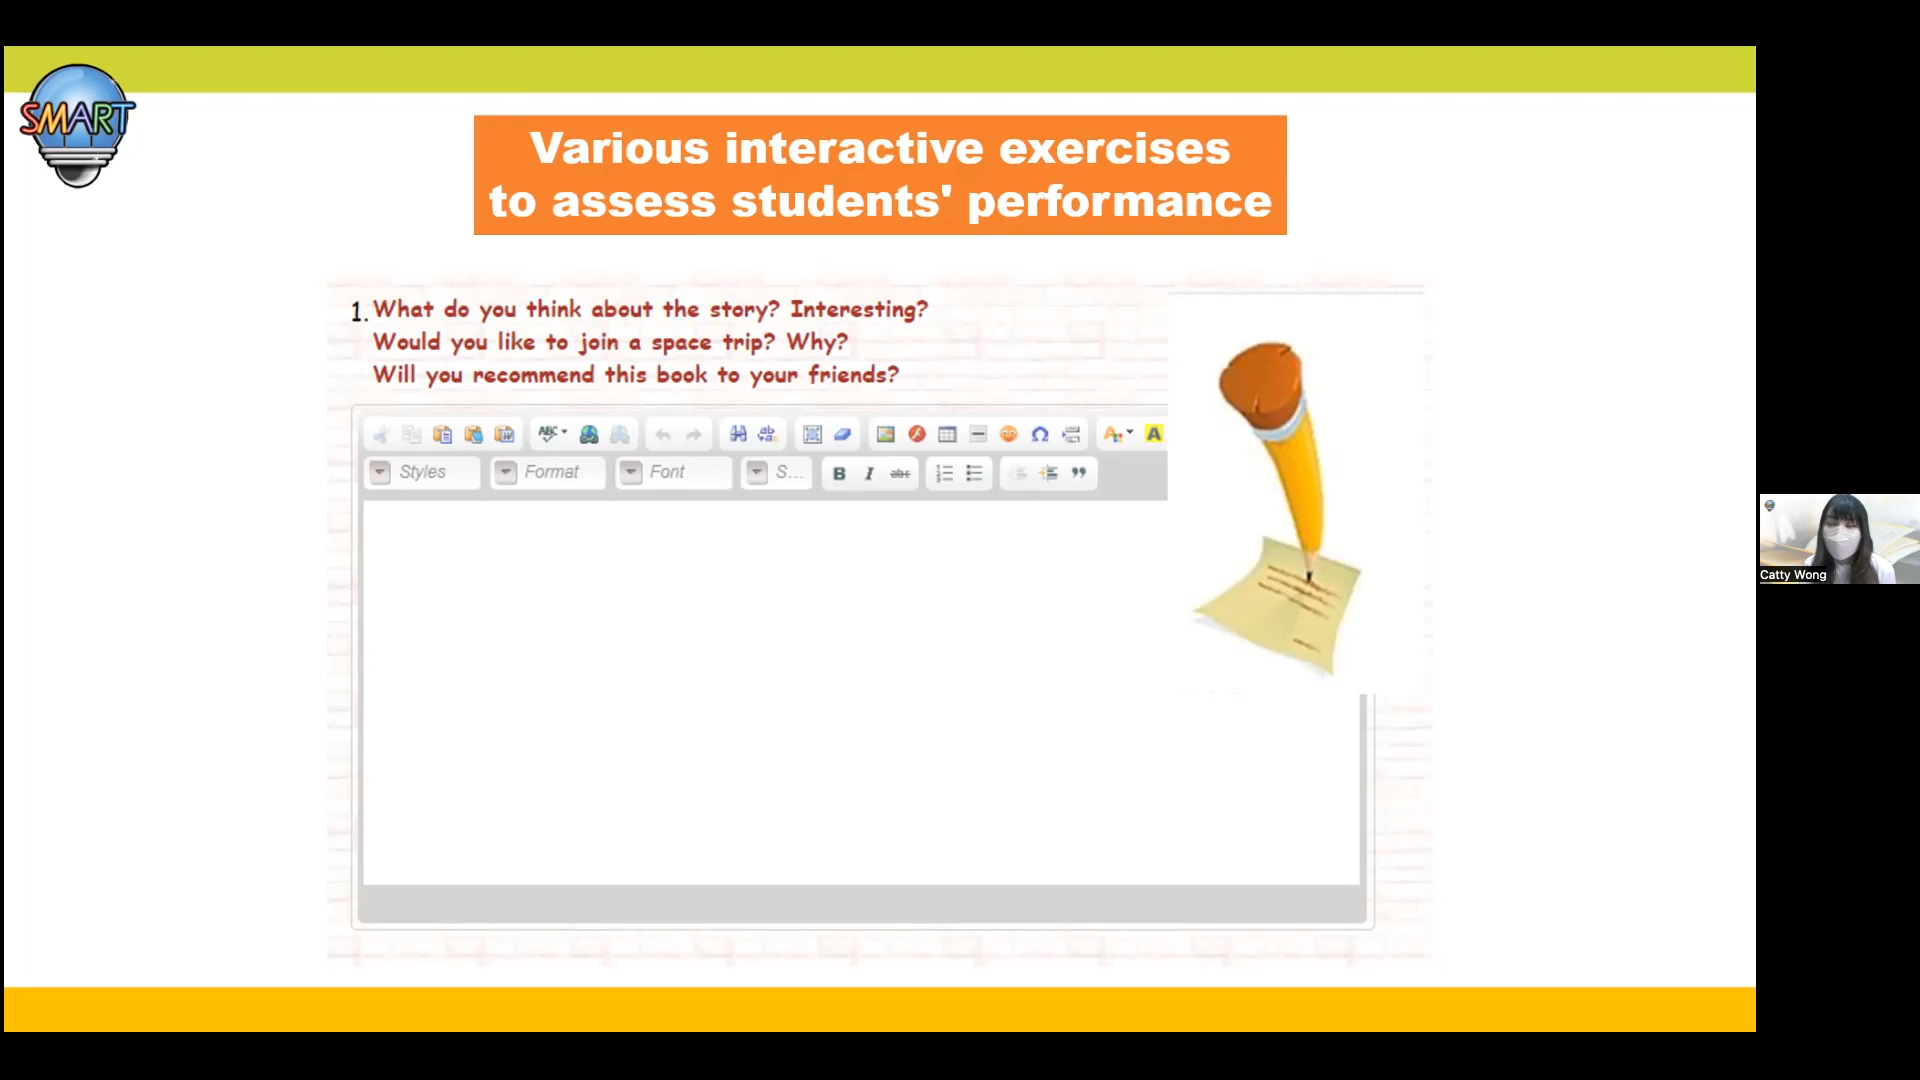 SMART
Various interactive exercises
to assess students' performance
1. What do you think about the story? Interesting?
Would you like to join a space trip? Why?
Will you recommend this book to your friends?
ABC
Styles
Format
Font
S...
B
I
abc
Catty Wong